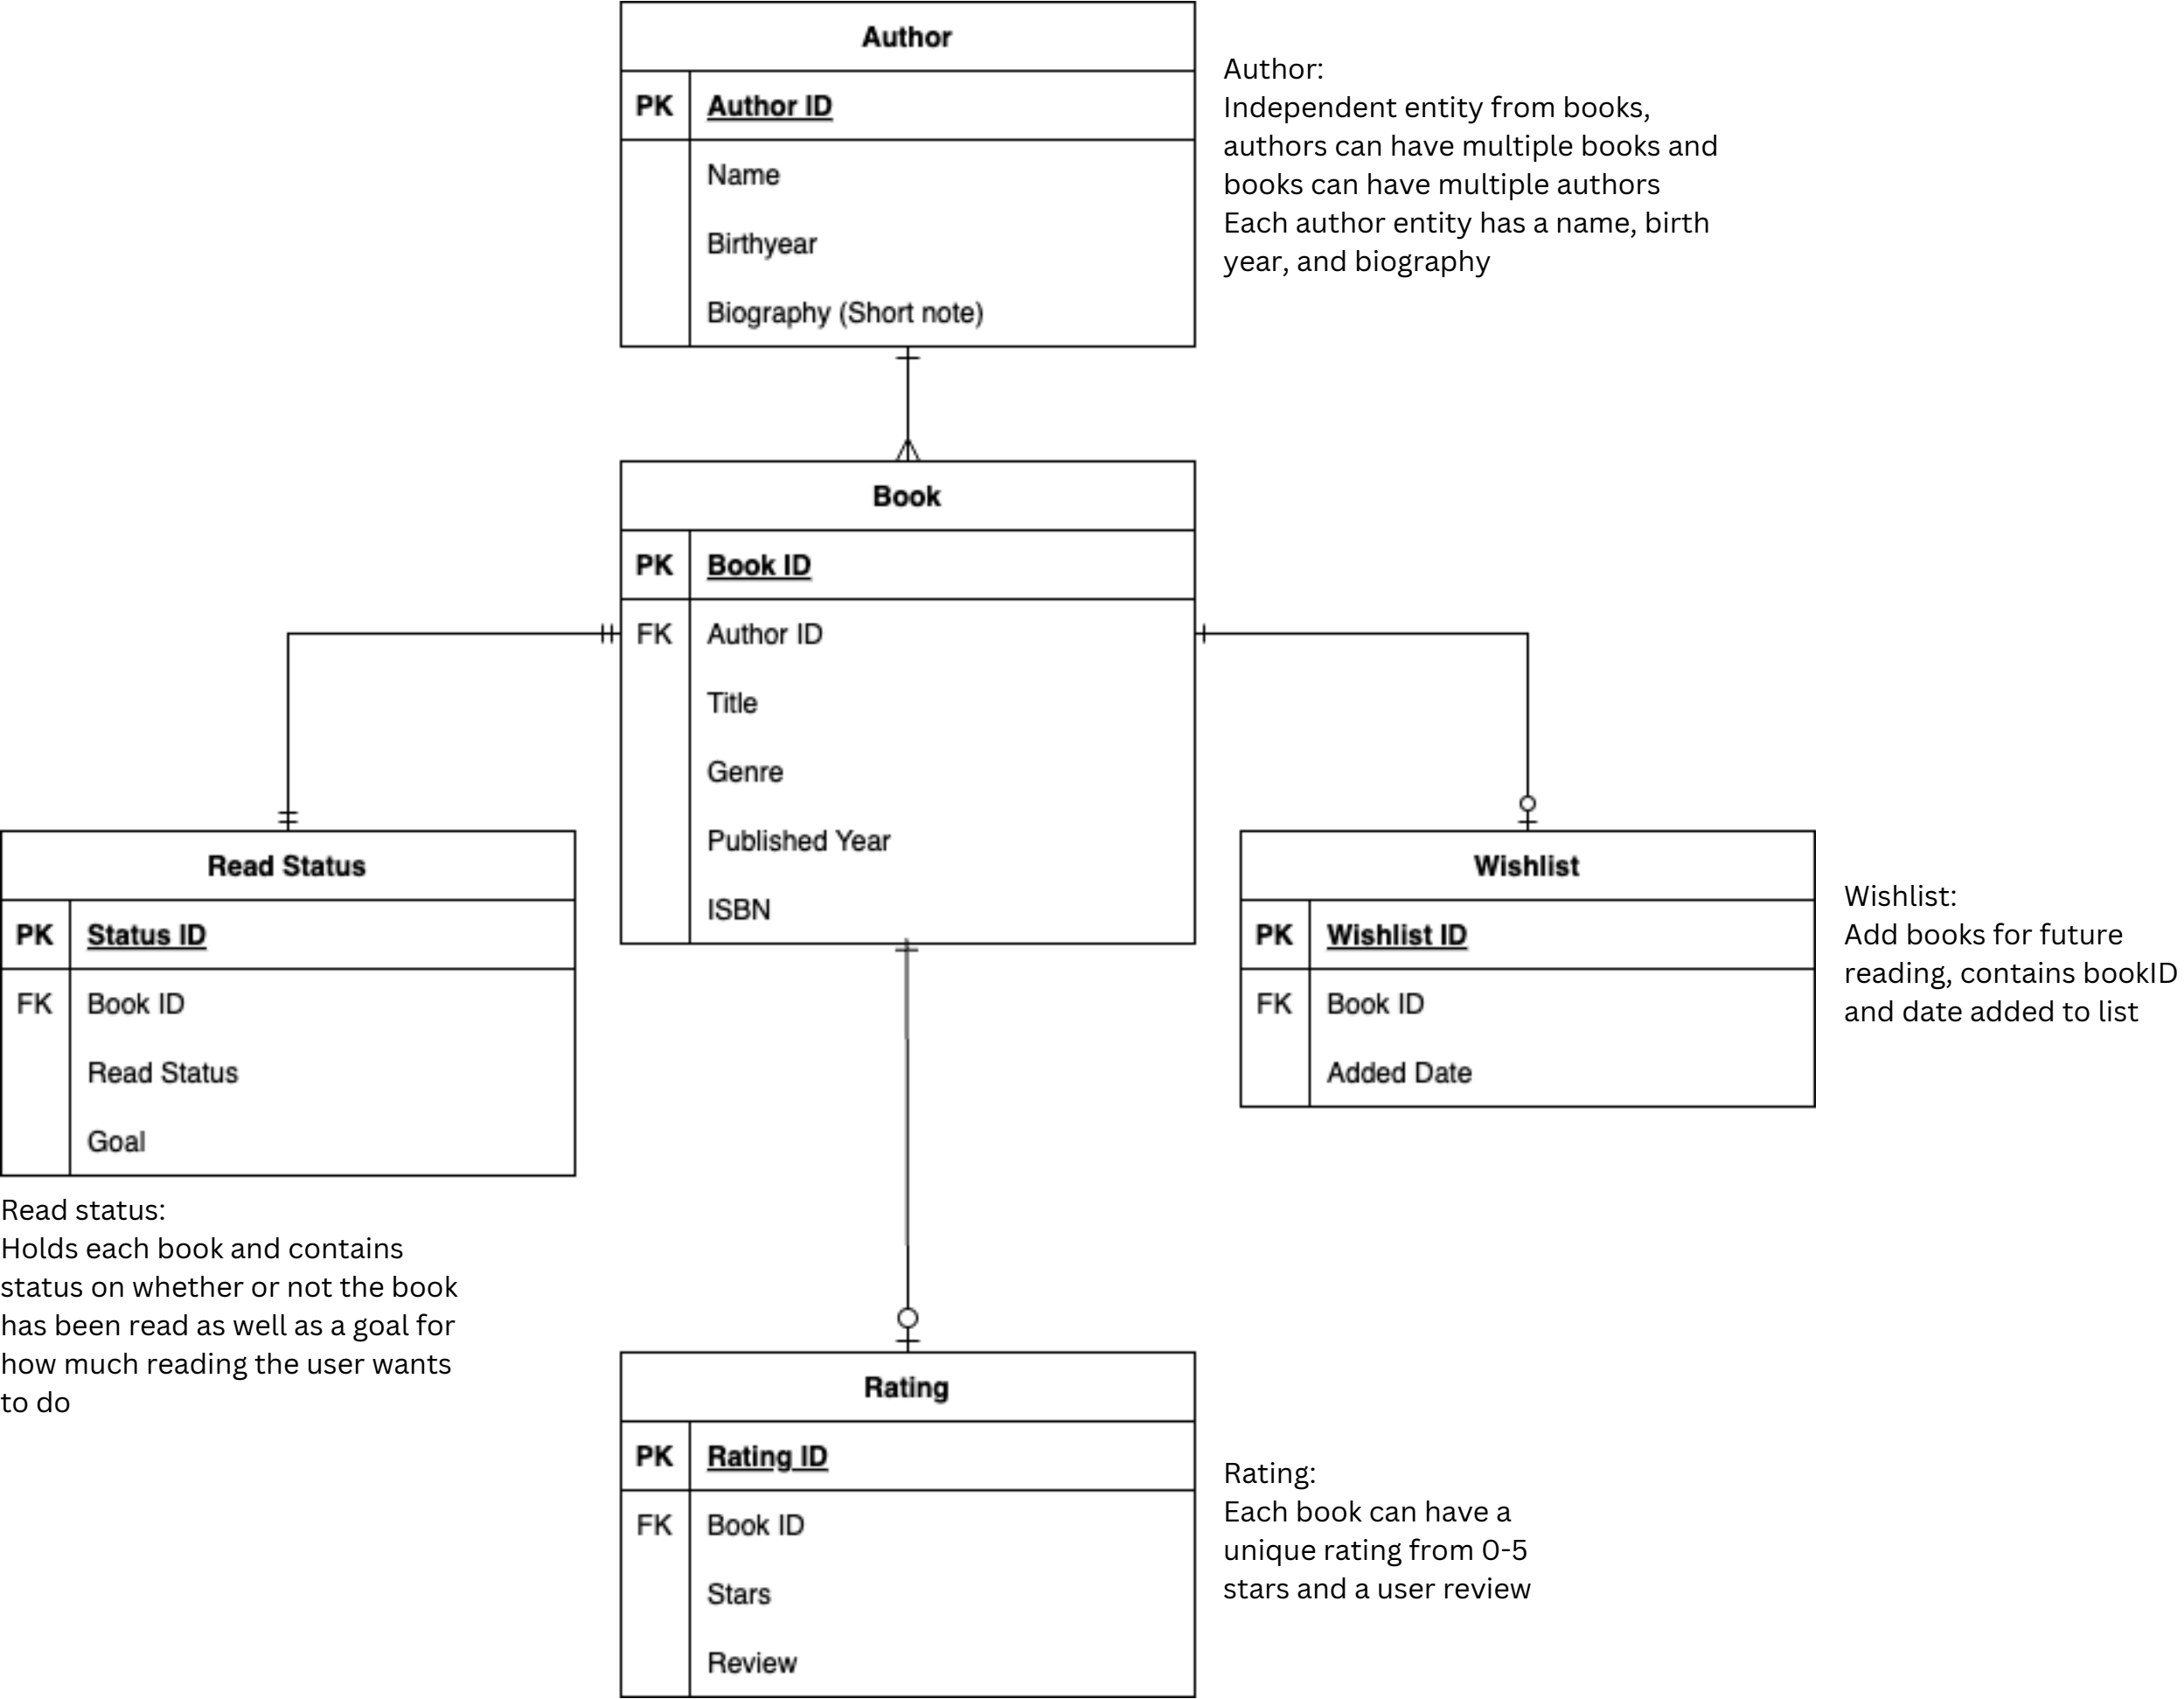 Author
PK Author ID
Name
Birthyear
Biography (Short note)
Author:
Independent entity from books,
authors can have multiple books and
books can have multiple authors
Each author entity has a name, birth
year, and biography
Book
PK Book ID
FK Author ID
Title
Genre
Published Year
ISBN
Read Status
PK Status ID
FK Book ID
Read Status
Goal
Read status:
Holds each book and contains
status on whether or not the book
has been read as well as a goal for
how much reading the user wants
to do
Wishlist
PK Wishlist ID
FK Book ID
Added Date
Wishlist:
Add books for future
reading, contains bookID
and date added to list
Rating
PK Rating ID
FK Book ID
Stars
Review
Rating:
Each book can have a
unique rating from 0-5
stars and a user review